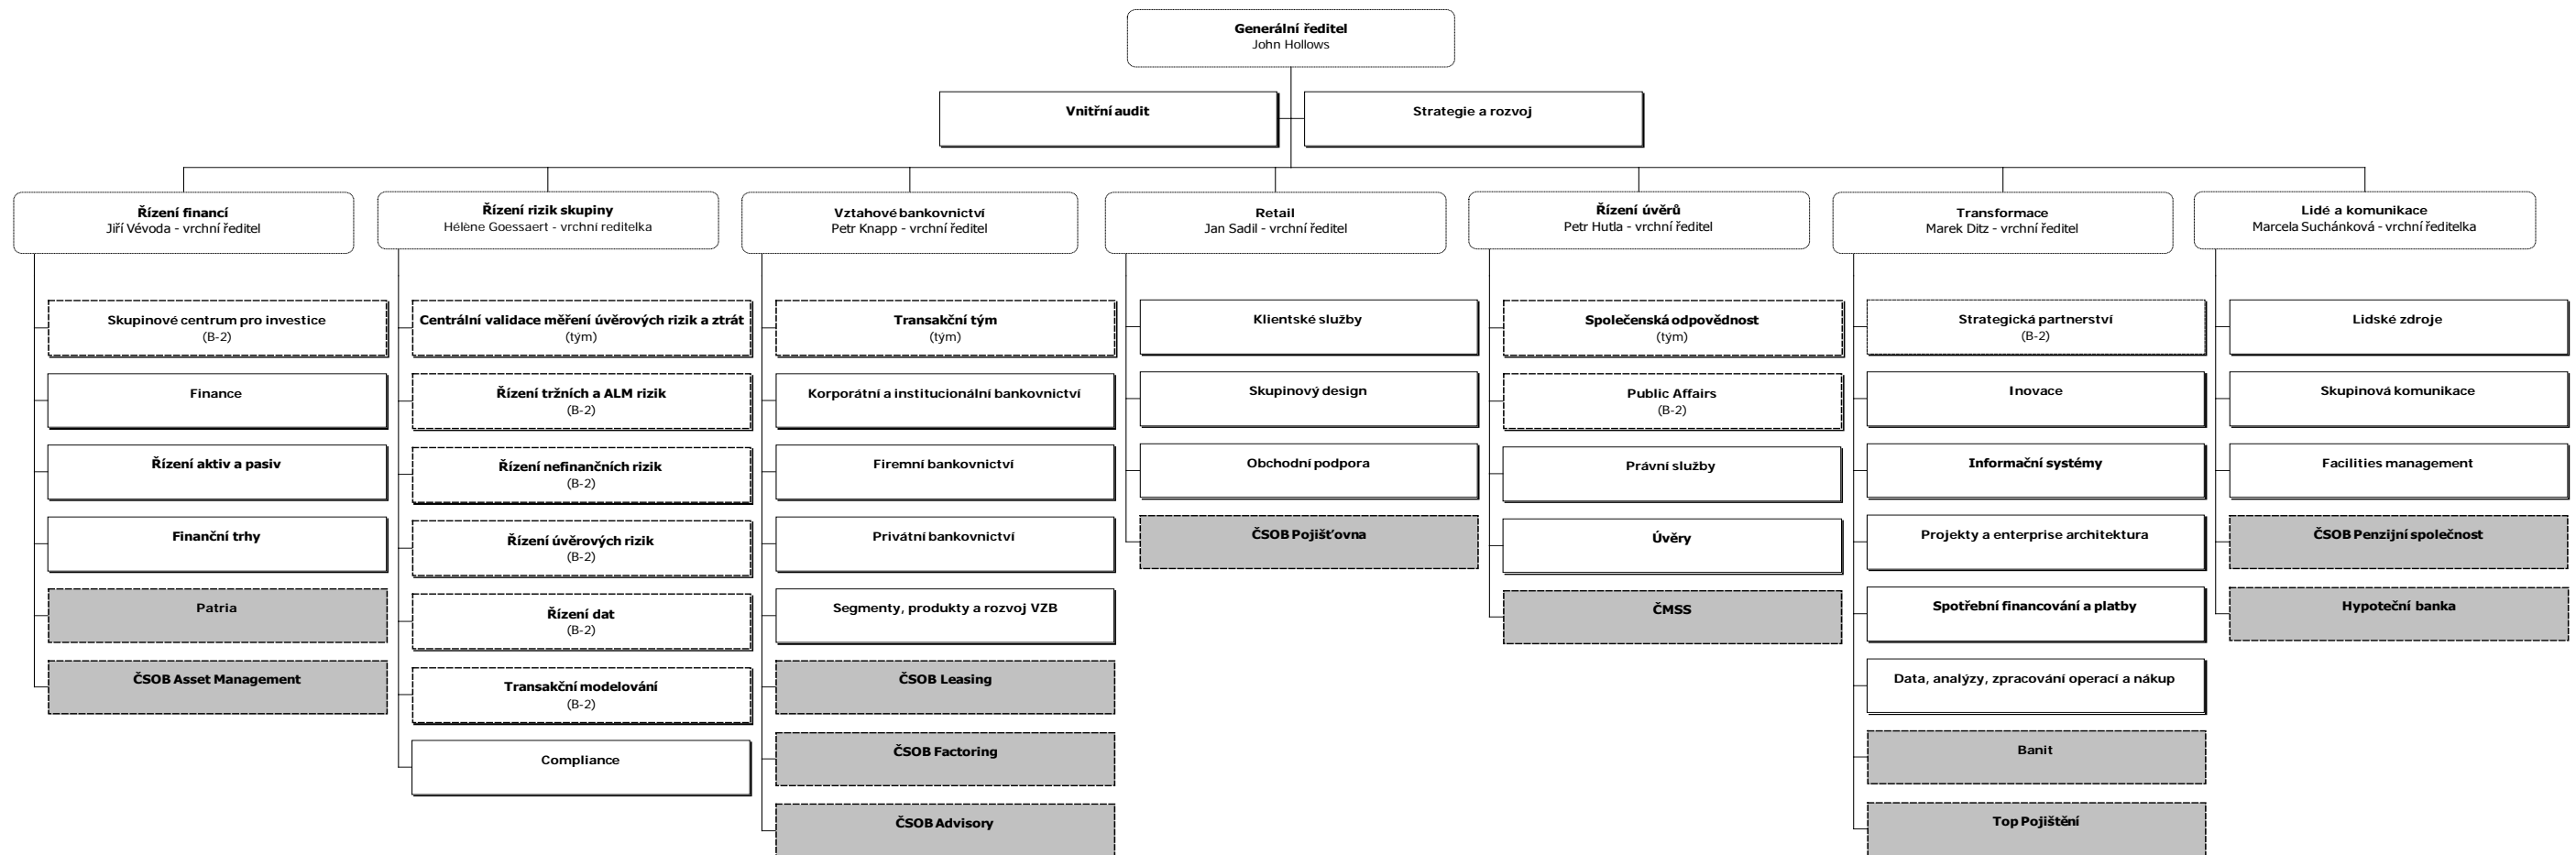 Generální ředitel
John Hollows
Vnitřní audit
Strategie a rozvoj
Řízení financí
Jiří Vévoda - vrchní ředitel
Řízení rizik skupiny
Hélène Goessaert - vrchní reditelka
Vztahové bankovnictví
Petr Knapp - vrchní ředitel
Retail
Jan Sadil - vrchní ředitel
Řízení úvěrů
Petr Hutla - vrchní ředitel
Transformace
Marek Ditz - vrchní ředitel
Lidé a komunikace
Marcela Suchánková - vrchní ředitelka
Skupinové centrum pro investice
(B-2)
Finance
Řízení aktiv a pasiv
Finanční trhy
Patria
ČSOB Asset Management
Centrální validace měření úvěrových rizik a ztrát
(tým)
Řízení tržních a ALM rizik
(B-2)
Řízení nefinančních rizik
(B-2)
Řízení úvěrových rizik
(B-2)
Řízení dat
(B-2)
Transakční modelování
(B-2)
Compliance
Transakční tým
(tým)
Korporátní a institucionální bankovnictví
Firemní bankovnictví
Privátní bankovnictví
Segmenty, produkty a rozvoj VZB
ČSOB Leasing
ČSOB Factoring
ČSOB Advisory
Klientské služby
Skupinový design
Obchodní podpora
ČSOB Pojišťovna
Společenská odpovědnost
(tým)
Public Affairs
(B-2)
Právní služby
Úvěry
ČMSS
Strategická partnerství
(B-2)
Inovace
Informační systémy
Projekty a enterprise architektura
Spotřební financování a platby
Data, analýzy, zpracování operací a nákup
Banit
Top Pojištění
Lidské zdroje
Skupinová komunikace
Facilities management
ČSOB Penzijní společnost
Hypoteční banka